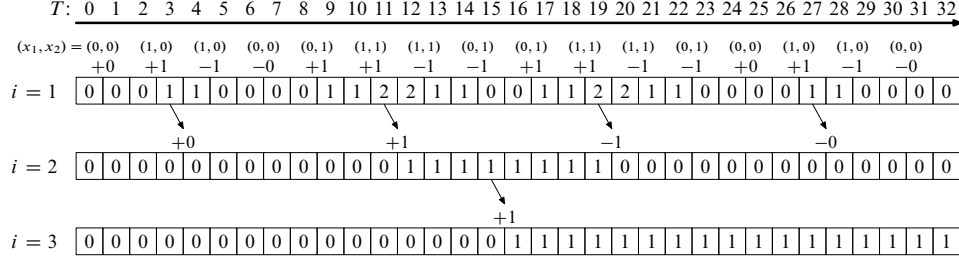 T: 0 1 2 3 4 5 6 7 8 9 10 11 12 13 14 15 16 17 18 19 20 21 22 23 24 25 26 27 28 29 30 31 32
(x₁, x₂) = (0, 0) (1, 0) (1, 0) (0, 0) (0, 1) (1, 1) (1, 1) (0, 1) (0, 1) (1, 1) (1, 1) (0, 1) (0, 0) (1, 0) (1, 0) (0, 0)
+0 +1 −1 −0 +1 +1 −1 −1 +1 +1 −1 −1 +0 +1 −1 −0
i = 1 0 0 0 1 1 0 0 0 0 1 1 2 2 1 1 0 0 1 1 2 2 1 1 0 0 0 0 1 1 0 0 0 0
+0 +1 −1 −0
i = 2 0 0 0 0 0 0 0 0 0 0 0 0 1 1 1 1 1 1 1 1 0 0 0 0 0 0 0 0 0 0 0 0 0
+1
i = 3 0 0 0 0 0 0 0 0 0 0 0 0 0 0 0 0 1 1 1 1 1 1 1 1 1 1 1 1 1 1 1 1 1